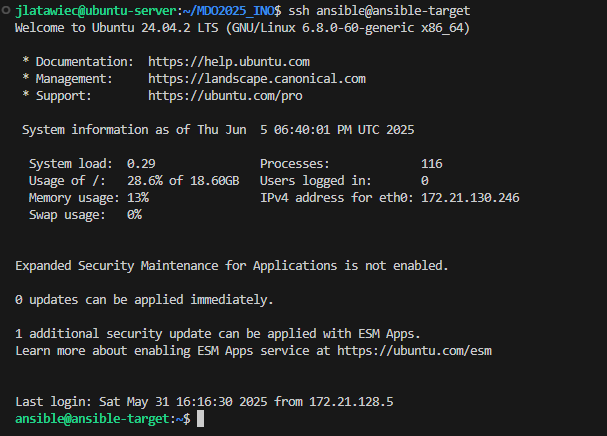 jlatawiec@ubuntu-server:~/MDO2025_INO$ ssh ansible@ansible-target
Welcome to Ubuntu 24.04.2 LTS (GNU/Linux 6.8.0-60-generic x86_64)
* Documentation:  https://help.ubuntu.com
* Management:     https://landscape.canonical.com
* Support:        https://ubuntu.com/pro
System information as of Thu Jun  5 06:40:01 PM UTC 2025
System load:  0.29                Processes:             116
Usage of /:   28.6% of 18.60GB   Users logged in:       0
Memory usage: 13%                 IPv4 address for eth0: 172.21.130.246
Swap usage:   0%
Expanded Security Maintenance for Applications is not enabled.
0 updates can be applied immediately.
1 additional security update can be applied with ESM Apps.
Learn more about enabling ESM Apps service at https://ubuntu.com/esm
Last login: Sat May 31 16:16:30 2025 from 172.21.128.5
ansible@ansible-target:~$